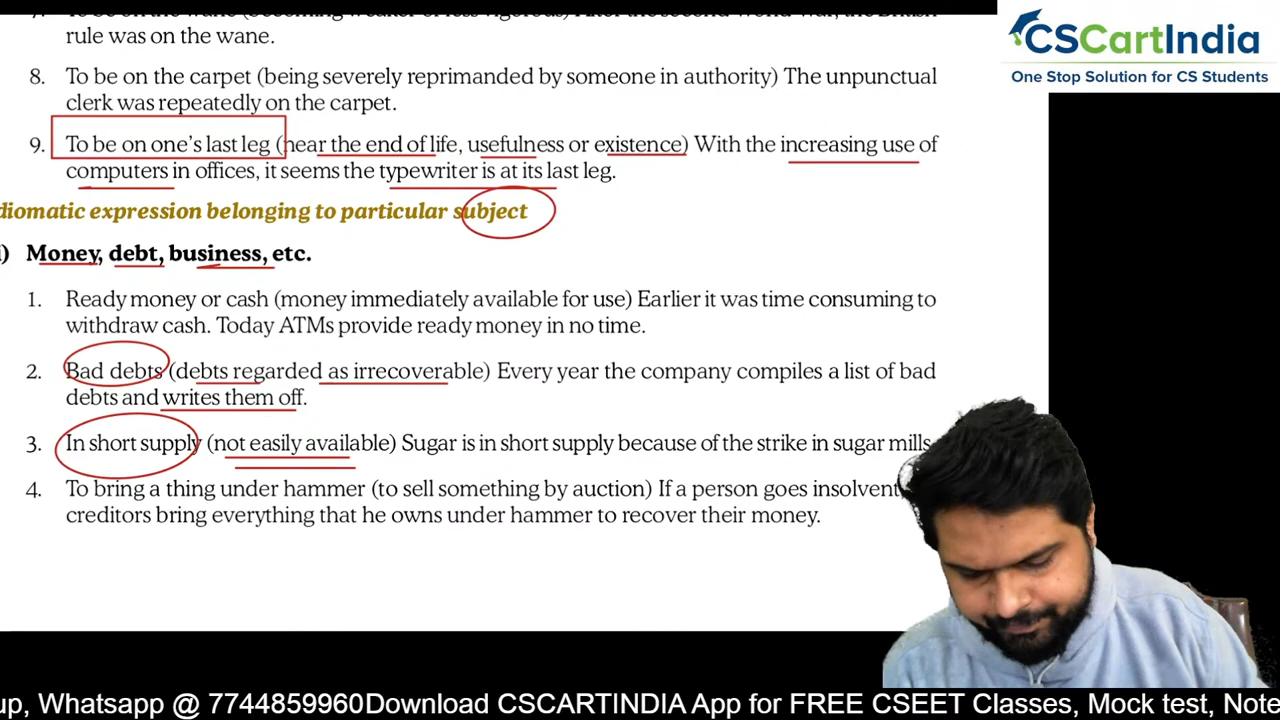 rule was on the wane.
8. To be on the carpet (being severely reprimanded by someone in authority) The unpunctual
clerk was repeatedly on the carpet.
9. To be on one's last leg (near the end of life, usefulness or existence) With the increasing use of
computers in offices, it seems the typewriter is at its last leg.
diomatic expression belonging to particular subject
i) Money, debt, business, etc.
1. Ready money or cash (money immediately available for use) Earlier it was time consuming to
withdraw cash. Today ATMs provide ready money in no time.
2. Bad debts (debts regarded as irrecoverable) Every year the company compiles a list of bad
debts and writes them off.
3. In short supply (not easily available) Sugar is in short supply because of the strike in sugar mills
4. To bring a thing under hammer (to sell something by auction) If a person goes insolvent
creditors bring everything that he owns under hammer to recover their money.
CSCartIndia
One Stop Solution for CS Students
up, Whatsapp @ 7744859960Download CSCARTINDIA App for FREE CSEET Classes, Mock test, Note